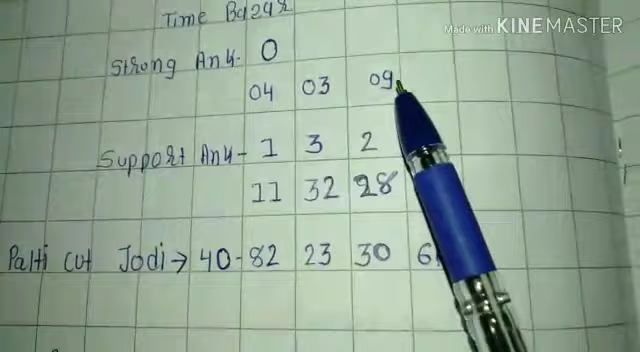 Made with KINEMASTER
Time Bazar
Strong Ank- 0
04 03 09
Support Ank- 1 3 2
11 32 28
Palti cut Jodi→ 40-82 23 30